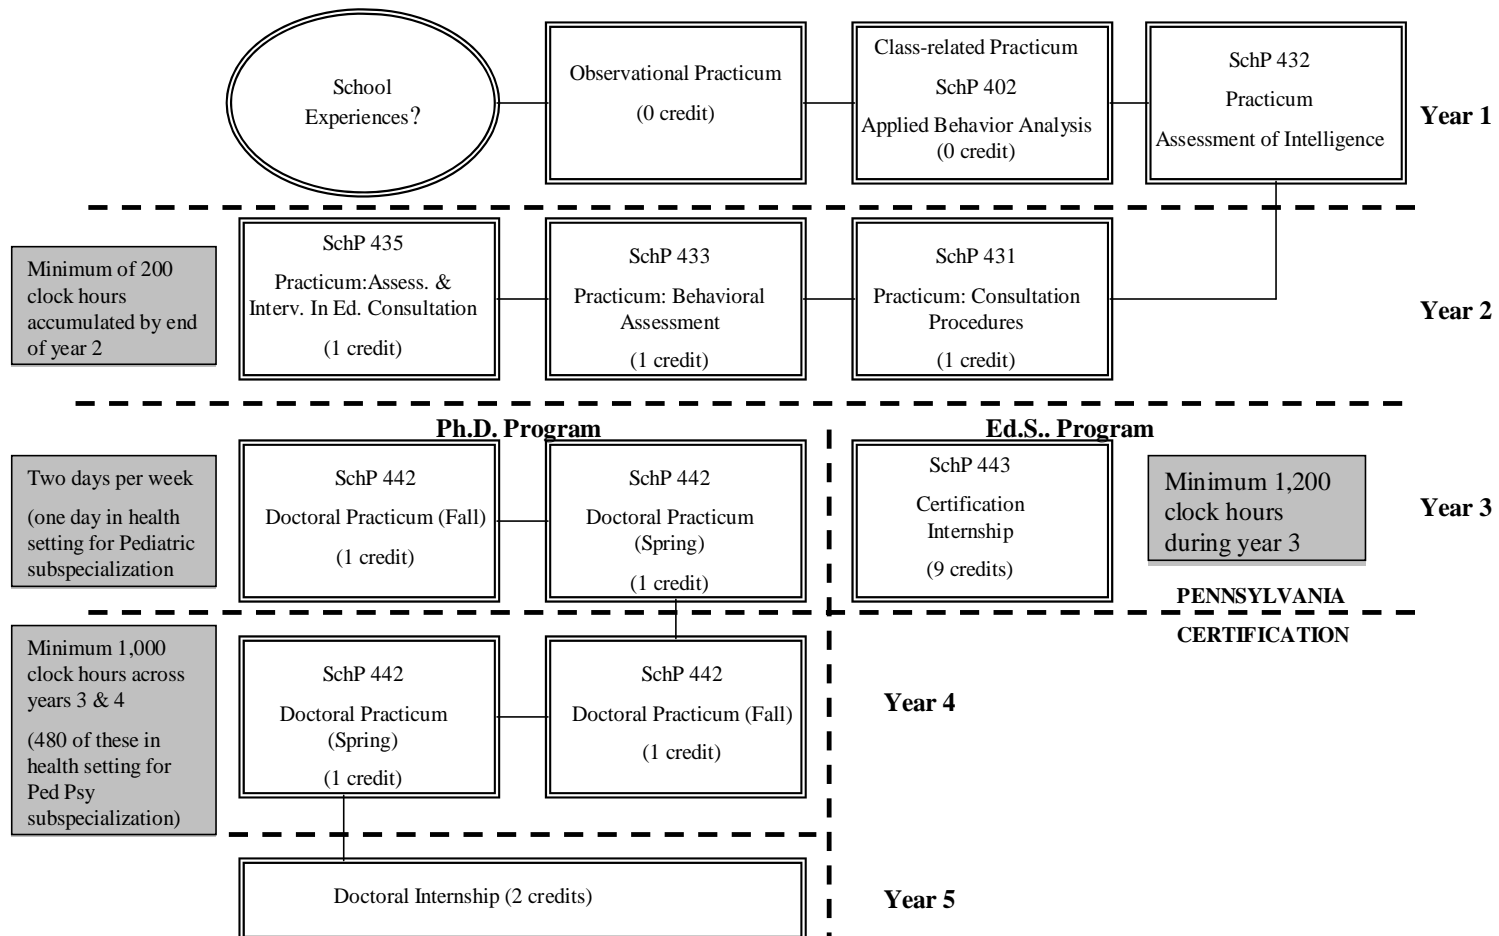 School
Experiences?
Observational Practicum
(0 credit)
Class-related Practicum
SchP 402
Applied Behavior Analysis
(0 credit)
SchP 432
Practicum
Assessment of Intelligence
Year 1
Minimum of 200
clock hours
accumulated by end
of year 2
SchP 435
Practicum:Assess. &
Interv. In Ed. Consultation
(1 credit)
SchP 433
Practicum: Behavioral
Assessment
(1 credit)
SchP 431
Practicum: Consultation
Procedures
(1 credit)
Year 2
Ph.D. Program
Ed.S.. Program
Two days per week
(one day in health
setting for Pediatric
subspecialization
SchP 442
Doctoral Practicum (Fall)
(1 credit)
SchP 442
Doctoral Practicum
(Spring)
(1 credit)
SchP 443
Certification
Internship
(9 credits)
Minimum 1,200
clock hours
during year 3
Year 3
PENNSYLVANIA
CERTIFICATION
Minimum 1,000
clock hours across
years 3 & 4
(480 of these in
health setting for
Ped Psy
subspecialization)
SchP 442
Doctoral Practicum
(Spring)
(1 credit)
SchP 442
Doctoral Practicum (Fall)
(1 credit)
Year 4
Doctoral Internship (2 credits)
Year 5